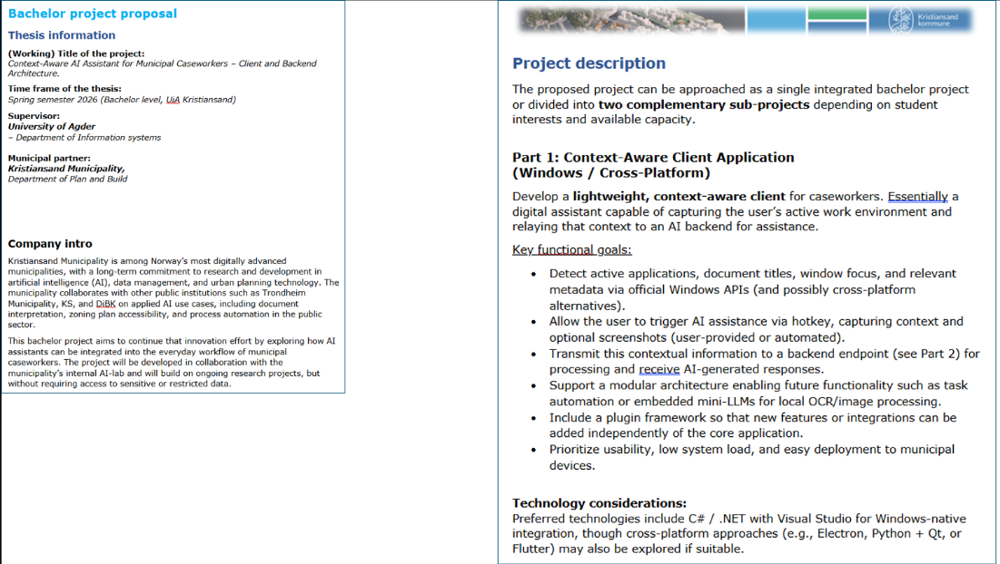 Bachelor project proposal
Thesis information
(Working) Title of the project:
Context-Aware AI Assistant for Municipal Caseworkers – Client and Backend
Architecture.
Time frame of the thesis:
Spring semester 2026 (Bachelor level, UiA Kristiansand)
Supervisor:
University of Agder
– Department of Information systems
Municipal partner:
Kristiansand Municipality,
Department of Plan and Build
Company intro
Kristiansand Municipality is among Norway's most digitally advanced
municipalities, with a long-term commitment to research and development in
artificial intelligence (AI), data management, and urban planning technology. The
municipality collaborates with other public institutions such as Trondheim
Municipality, KS, and DiBK on applied AI use cases, including document
interpretation, zoning plan accessibility, and process automation in the public
sector.
This bachelor project aims to continue that innovation effort by exploring how AI
assistants can be integrated into the everyday workflow of municipal
caseworkers. The project will be developed in collaboration with the
municipality's internal AI-lab and will build on ongoing research projects, but
without requiring access to sensitive or restricted data.
Kristiansand
kommune
Project description
The proposed project can be approached as a single integrated bachelor project
or divided into two complementary sub-projects depending on student
interests and available capacity.
Part 1: Context-Aware Client Application
(Windows / Cross-Platform)
Develop a lightweight, context-aware client for caseworkers. Essentially a
digital assistant capable of capturing the user's active work environment and
relaying that context to an AI backend for assistance.
Key functional goals:
• Detect active applications, document titles, window focus, and relevant
metadata via official Windows APIs (and possibly cross-platform
alternatives).
• Allow the user to trigger AI assistance via hotkey, capturing context and
optional screenshots (user-provided or automated).
• Transmit this contextual information to a backend endpoint (see Part 2) for
processing and receive AI-generated responses.
• Support a modular architecture enabling future functionality such as task
automation or embedded mini-LLMs for local OCR/image processing.
• Include a plugin framework so that new features or integrations can be
added independently of the core application.
• Prioritize usability, low system load, and easy deployment to municipal
devices.
Technology considerations:
Preferred technologies include C# / .NET with Visual Studio for Windows-native
integration, though cross-platform approaches (e.g., Electron, Python + Qt, or
Flutter) may also be explored if suitable.